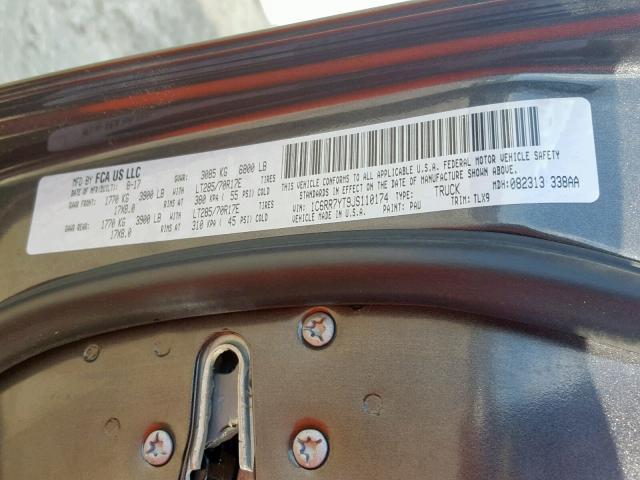 MFD BY FCA US LLC
DATE OF MFR(BUILT): 8-17 GVWR: 3085 KG 6800 LB
GAWR FRONT: 1770 KG 3900 LB WITH LT285/70R17E TIRES
17X8.0 RIMS AT 380 KPA ( 55 PSI) COLD
GAWR REAR: 1770 KG 3900 LB WITH LT285/70R17E TIRES
17X8.0 RIMS AT 310 KPA ( 45 PSI) COLD
THIS VEHICLE CONFORMS TO ALL APPLICABLE U.S.A. FEDERAL MOTOR VEHICLE SAFETY
STANDARDS IN EFFECT ON THE DATE OF MANUFACTURE SHOWN ABOVE.
VIN: 1C6RR7YT9JS110174 TYPE: TRUCK MDH: 082313 338AA
PAINT: PAU TRIM: TLX9